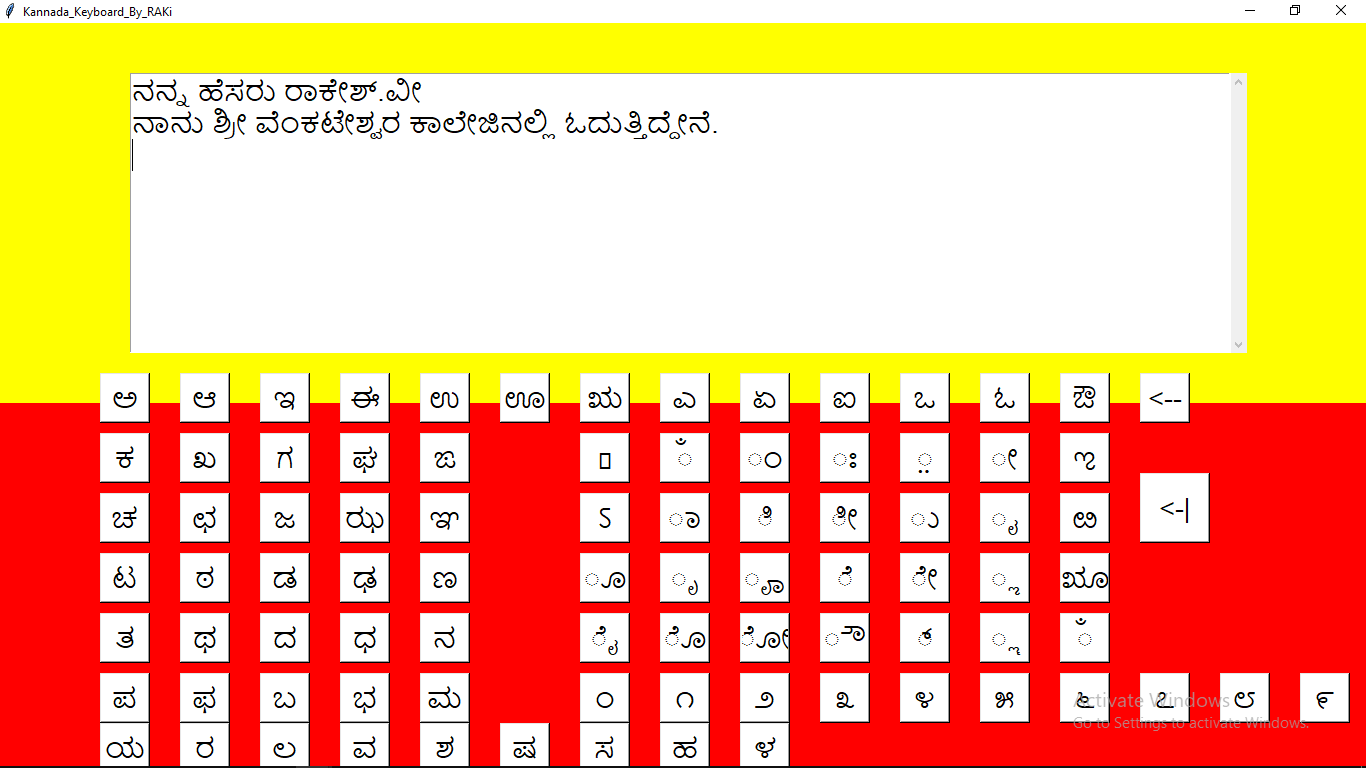 Kannada_Keyboard_By_RAKi
ನನ್ನ ಹೆಸರು ರಾಕೇಶ್.ವೀ
ನಾನು ಶ್ರೀ ವೆಂಕಟೇಶ್ವರ ಕಾಲೇಜಿನಲ್ಲಿ ಓದುತ್ತಿದ್ದೇನೆ.
ಅ ಆ ಇ ಈ ಉ ಊ ಋ ಎ ಏ ಐ ಒ ಓ ಔ <--
ಕ ಖ ಗ ಘ ಙ ಁ ಂ ಃ ಼ ೀ ಌ
<-|
ಚ ಛ ಜ ಝ ಞ ಽ ಾ ಿ ೀ ು ೃ ಱ
ಟ ಠ ಡ ಢ ಣ ೂ ೃ ೄ ೆ ೇ ೢ ೠ
ತ ಥ ದ ಧ ನ ೈ ೊ ೋ ೌ ್ ೣ ಁ
ಪ ಫ ಬ ಭ ಮ ೦ ೧ ೨ ೩ ೪ ೫ ೬ ೭ ೮ ೯
ಯ ರ ಲ ವ ಶ ಷ ಸ ಹ ಳ
Activate Windows
Go to Settings to activate Windows.